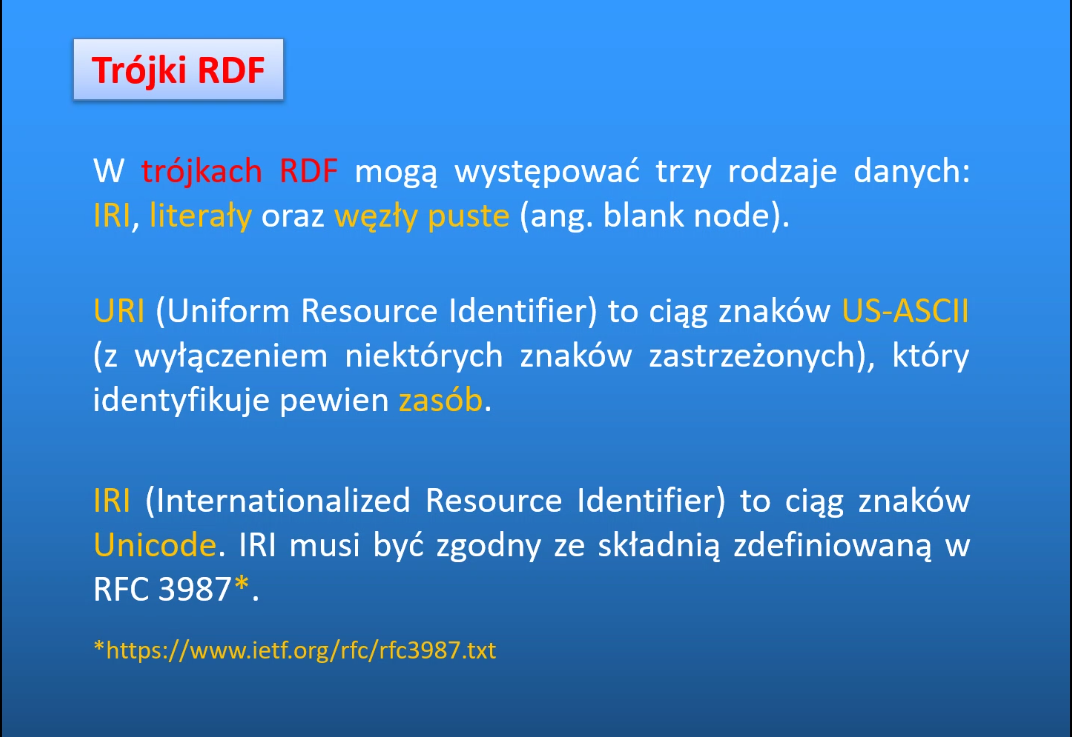 Trójki RDF
W trójkach RDF mogą występować trzy rodzaje danych:
IRI, literały oraz węzły puste (ang. blank node).
URI (Uniform Resource Identifier) to ciąg znaków US-ASCII
(z wyłączeniem niektórych znaków zastrzeżonych), który
identyfikuje pewien zasób.
IRI (Internationalized Resource Identifier) to ciąg znaków
Unicode. IRI musi być zgodny ze składnią zdefiniowaną w
RFC 3987*.
*https://www.ietf.org/rfc/rfc3987.txt